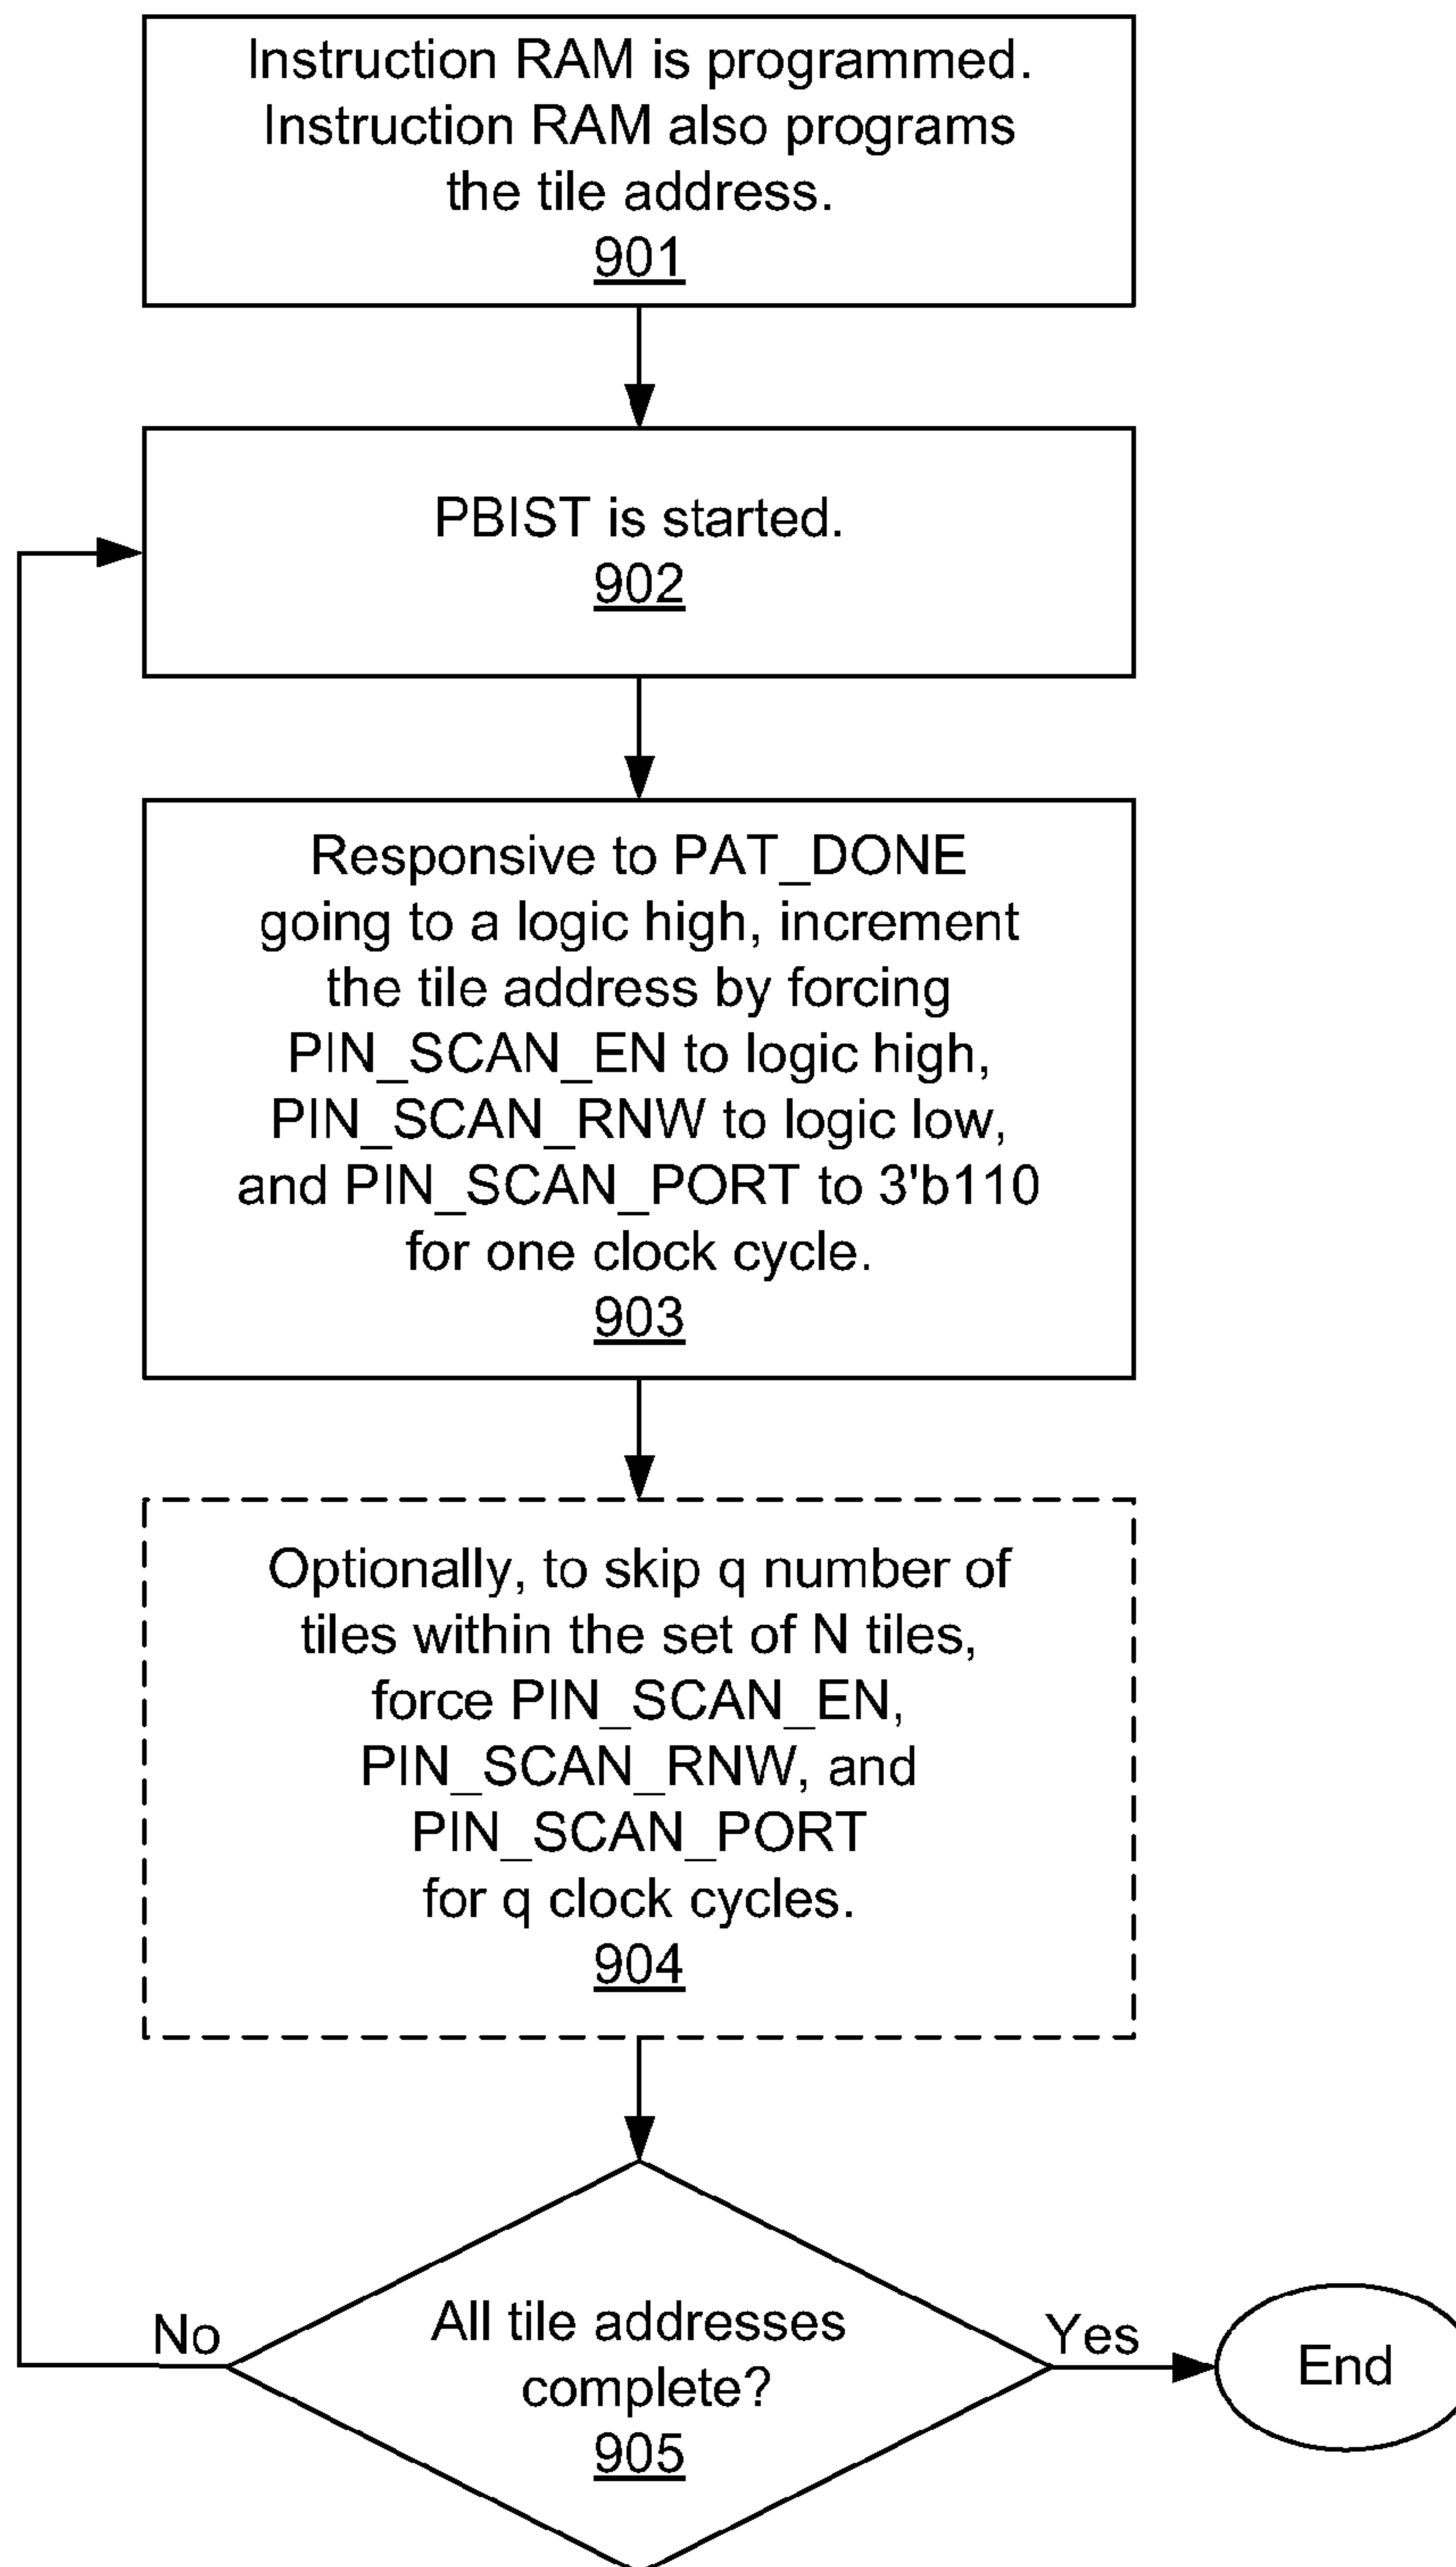 Instruction RAM is programmed.
Instruction RAM also programs
the tile address.
901
PBIST is started.
902
Responsive to PAT_DONE
going to a logic high, increment
the tile address by forcing
PIN_SCAN_EN to logic high,
PIN_SCAN_RNW to logic low,
and PIN_SCAN_PORT to 3'b110
for one clock cycle.
903
Optionally, to skip q number of
tiles within the set of N tiles,
force PIN_SCAN_EN,
PIN_SCAN_RNW, and
PIN_SCAN_PORT
for q clock cycles.
904
No
All tile addresses
complete?
905
Yes
End